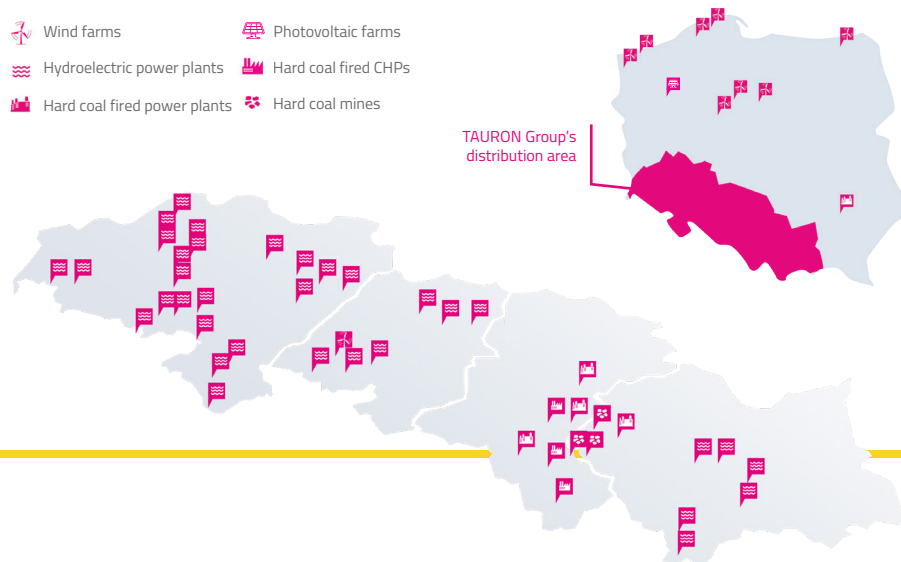 Wind farms
Photovoltaic farms
Hydroelectric power plants
Hard coal fired CHPs
Hard coal fired power plants
Hard coal mines
TAURON Group's
distribution area